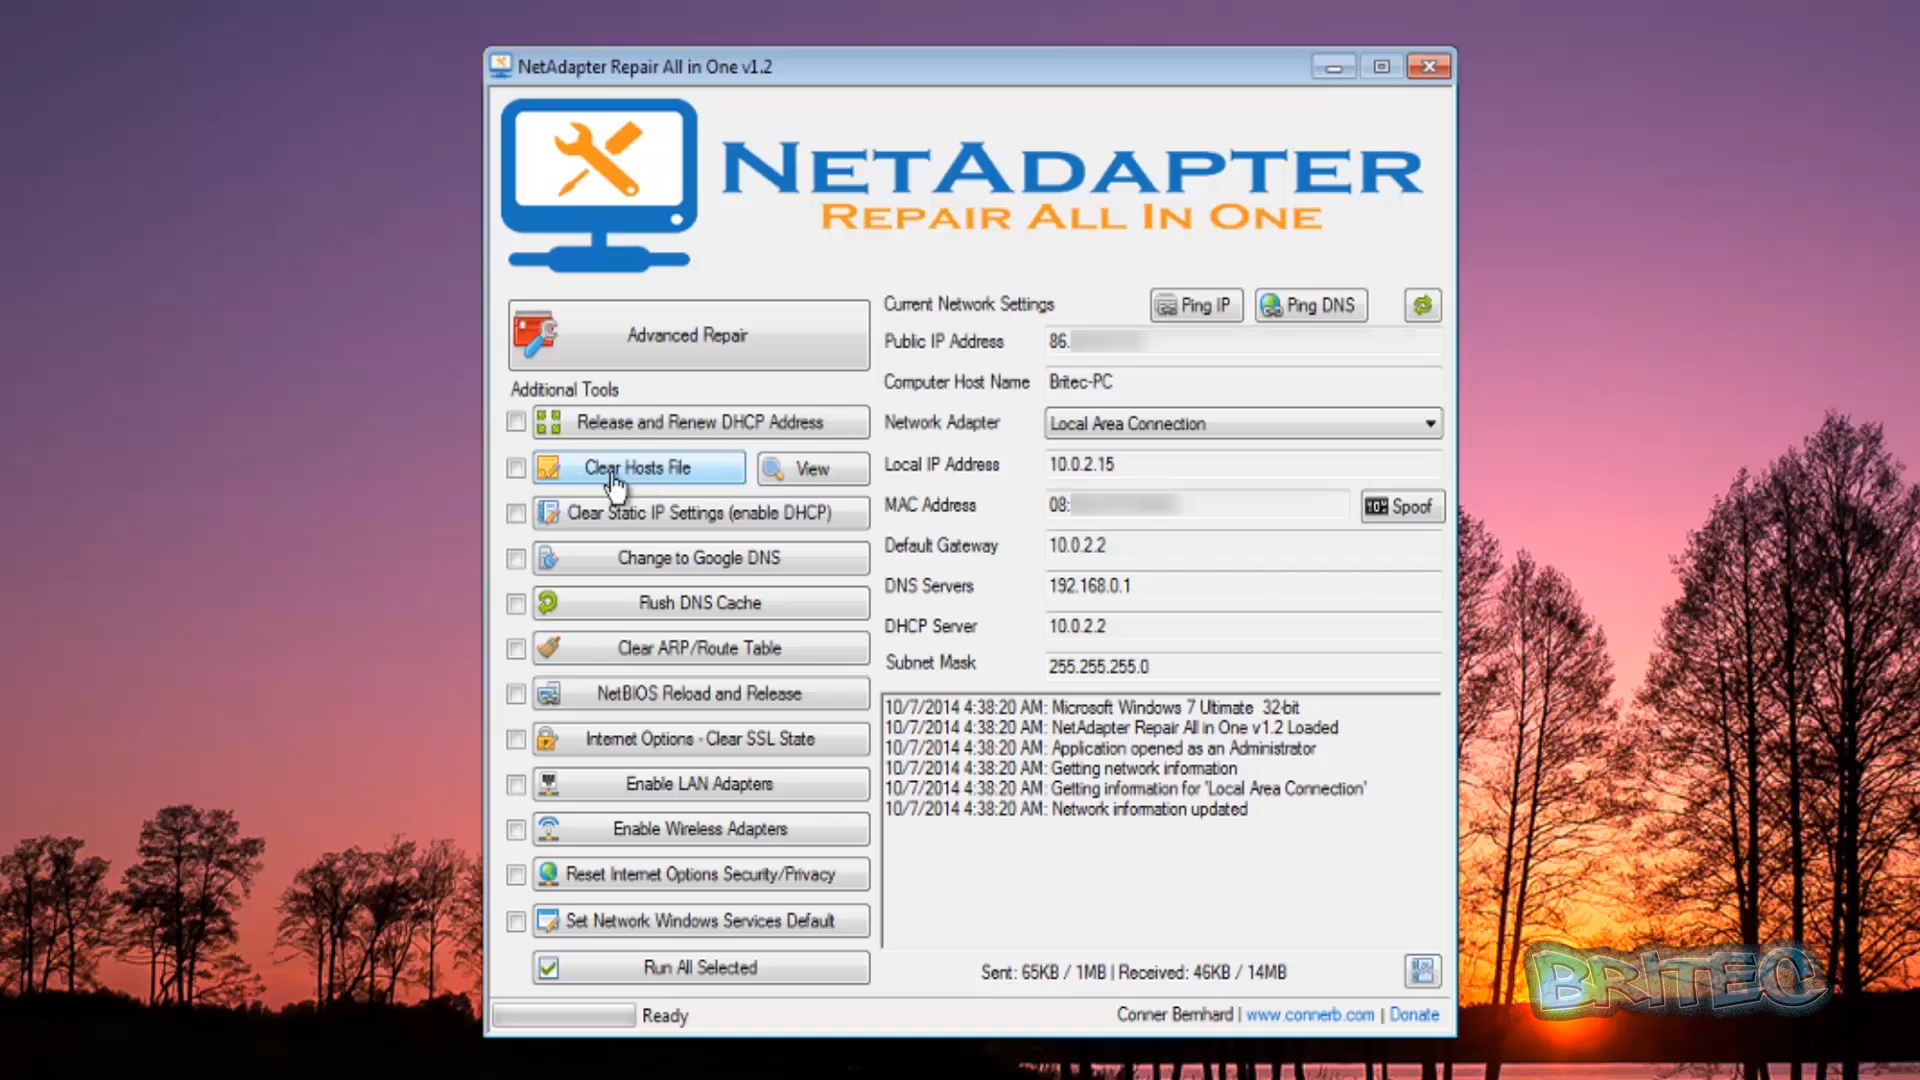 NetAdapter Repair All in One v1.2
NETADAPTER
REPAIR ALL IN ONE
Advanced Repair
Additional Tools
Release and Renew DHCP Address
Clear Hosts File
View
Clear Static IP Settings (enable DHCP)
Change to Google DNS
Flush DNS Cache
Clear ARP/Route Table
NetBIOS Reload and Release
Internet Options - Clear SSL State
Enable LAN Adapters
Enable Wireless Adapters
Reset Internet Options Security/Privacy
Set Network Windows Services Default
Run All Selected
Current Network Settings
Ping IP
Ping DNS
Public IP Address 86.
Computer Host Name Britec-PC
Network Adapter Local Area Connection
Local IP Address 10.0.2.15
MAC Address 08: Spoof
Default Gateway 10.0.2.2
DNS Servers 192.168.0.1
DHCP Server 10.0.2.2
Subnet Mask 255.255.255.0
10/7/2014 4:38:20 AM: Microsoft Windows 7 Ultimate 32-bit
10/7/2014 4:38:20 AM: NetAdapter Repair All in One v1.2 Loaded
10/7/2014 4:38:20 AM: Application opened as an Administrator
10/7/2014 4:38:20 AM: Getting network information
10/7/2014 4:38:20 AM: Getting information for 'Local Area Connection'
10/7/2014 4:38:20 AM: Network information updated
Sent: 65KB / 1MB | Received: 46KB / 14MB
Ready
Conner Bernhard | www.connerb.com | Donate
BRITEC